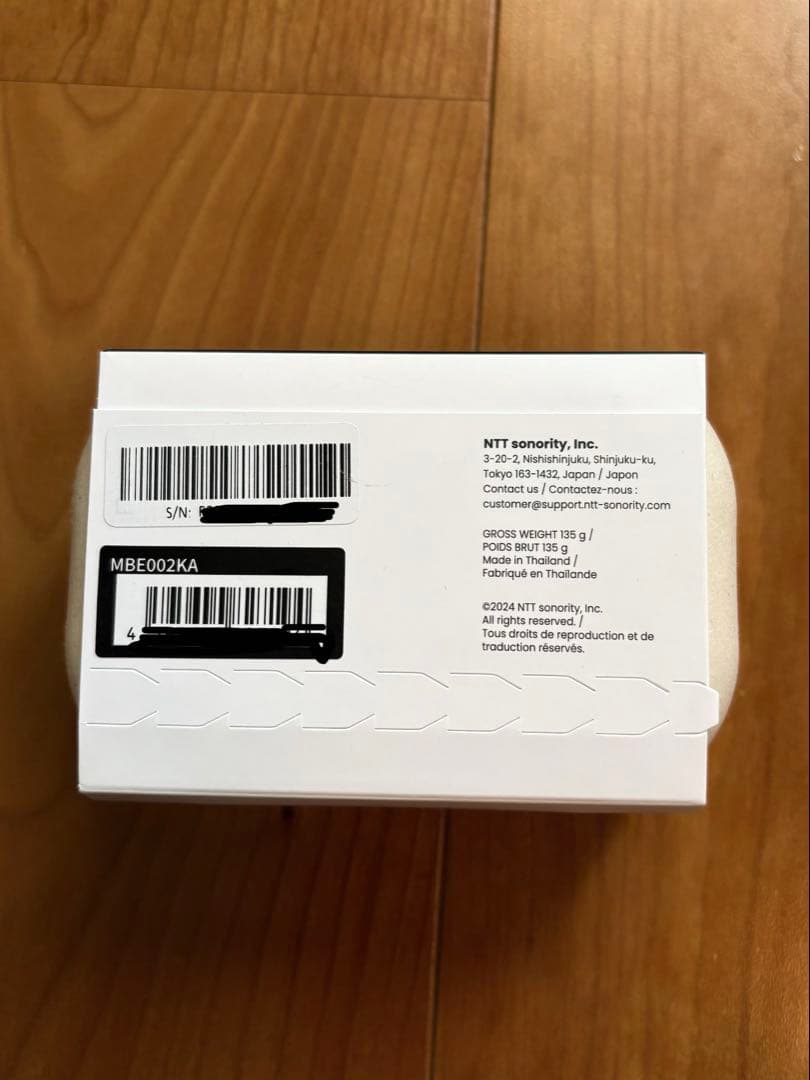 S/N:
MBE002KA
4
NTT sonority, Inc.
3-20-2, Nishishinjuku, Shinjuku-ku,
Tokyo 163-1432, Japan / Japon
Contact us / Contactez-nous :
customer@support.ntt-sonority.com
GROSS WEIGHT 135 g /
POIDS BRUT 135 g
Made in Thailand /
Fabriqué en Thaïlande
©2024 NTT sonority, Inc.
All rights reserved. /
Tous droits de reproduction et de
traduction réservés.